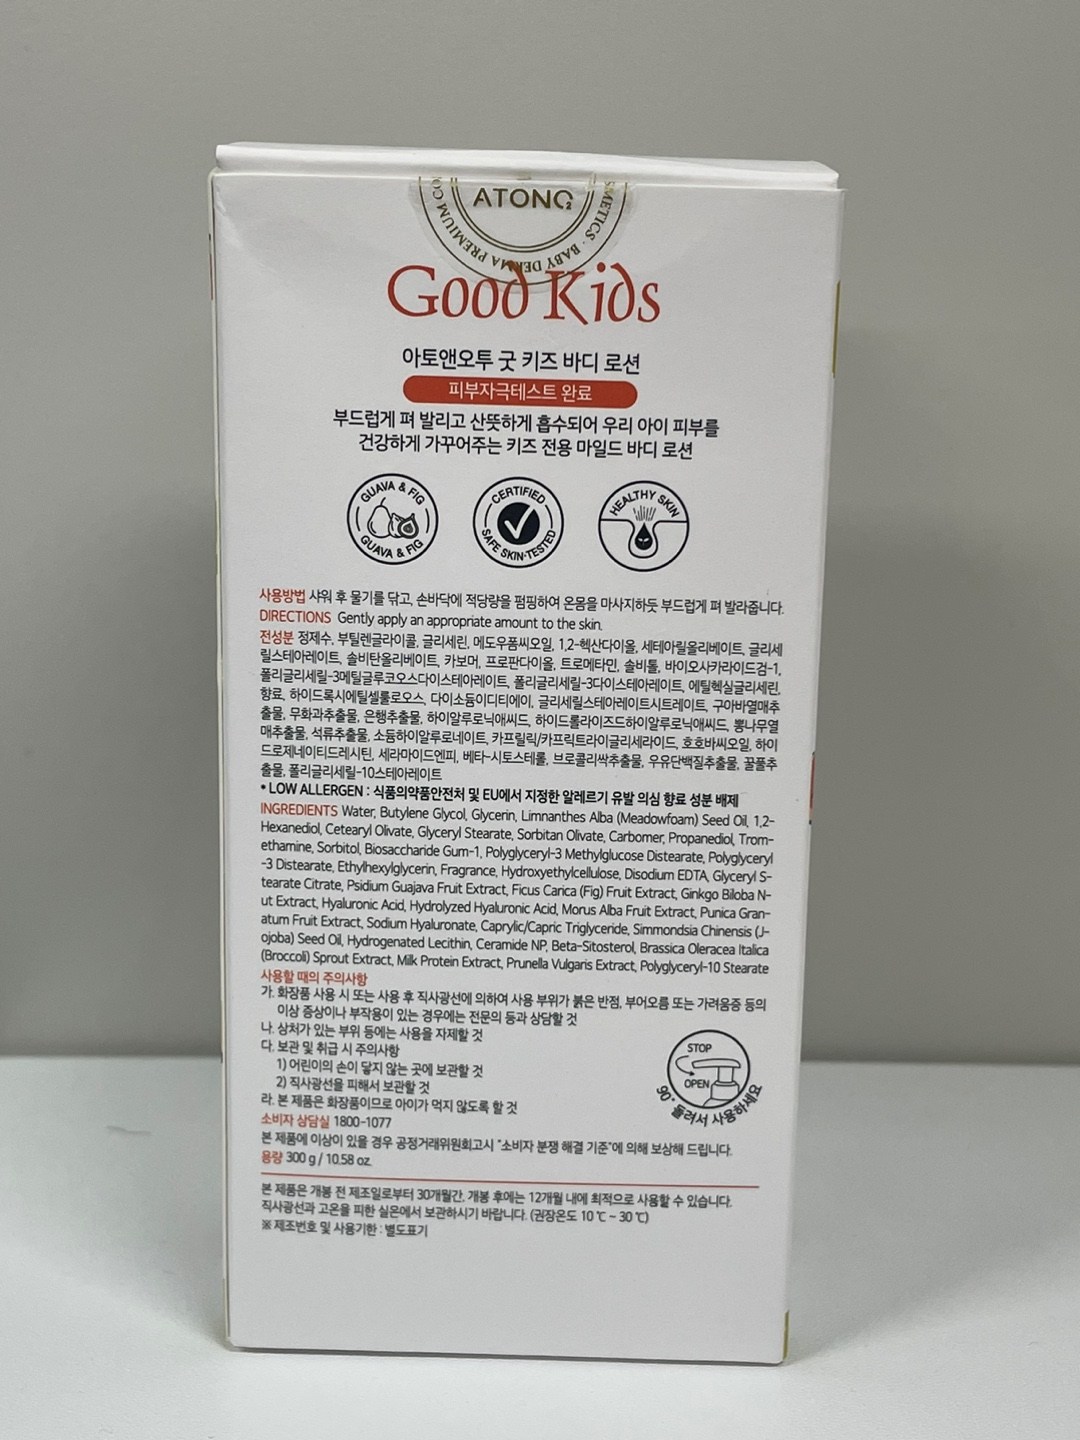 ATONO2
BABY DERMA PREMIUM CO
SMETICS ·
Good Kids
아토앤오투 굿 키즈 바디 로션
피부자극테스트 완료
부드럽게 펴 발리고 산뜻하게 흡수되어 우리 아이 피부를
건강하게 가꾸어주는 키즈 전용 마일드 바디 로션
GUAVA & FIG
GUAVA & FIG
CERTIFIED
SAFE SKIN-TESTED
HEALTHY SKIN
사용방법 샤워 후 물기를 닦고, 손바닥에 적당량을 펌핑하여 온몸을 마사지하듯 부드럽게 펴 발라줍니다.
DIRECTIONS Gently apply an appropriate amount to the skin.
전성분 정제수, 부틸렌글라이콜, 글리세린, 메도우폼씨오일, 1,2-헥산다이올, 세테아릴올리베이트, 글리세
릴스테아레이트, 솔비탄올리베이트, 카보머, 프로판다이올, 트로메타민, 솔비톨, 바이오사카라이드검-1,
폴리글리세릴-3메틸글루코오스다이스테아레이트, 폴리글리세릴-3다이스테아레이트, 에틸헥실글리세린,
향료, 하이드록시에틸셀룰로오스, 다이소듐이디티에이, 글리세릴스테아레이트시트레이트, 구아바열매추
출물, 무화과추출물, 은행추출물, 하이알루로닉애씨드, 하이드롤라이즈드하이알루로닉애씨드, 뽕나무열
매추출물, 석류추출물, 소듐하이알루로네이트, 카프릴릭/카프릭트라이글리세라이드, 호호바씨오일, 하이
드로제네이티드레시틴, 세라마이드엔피, 베타-시토스테롤, 브로콜리싹추출물, 우유단백질추출물, 꿀풀추
출물, 폴리글리세릴-10스테아레이트
* LOW ALLERGEN : 식품의약품안전처 및 EU에서 지정한 알레르기 유발 의심 향료 성분 배제
INGREDIENTS Water, Butylene Glycol, Glycerin, Limnanthes Alba (Meadowfoam) Seed Oil, 1,2-
Hexanediol, Cetearyl Olivate, Glyceryl Stearate, Sorbitan Olivate, Carbomer, Propanediol, Trom-
ethamine, Sorbitol, Biosaccharide Gum-1, Polyglyceryl-3 Methylglucose Distearate, Polyglyceryl
-3 Distearate, Ethylhexylglycerin, Fragrance, Hydroxyethylcellulose, Disodium EDTA, Glyceryl S-
tearate Citrate, Psidium Guajava Fruit Extract, Ficus Carica (Fig) Fruit Extract, Ginkgo Biloba N-
ut Extract, Hyaluronic Acid, Hydrolyzed Hyaluronic Acid, Morus Alba Fruit Extract, Punica Gran-
atum Fruit Extract, Sodium Hyaluronate, Caprylic/Capric Triglyceride, Simmondsia Chinensis (J-
ojoba) Seed Oil, Hydrogenated Lecithin, Ceramide NP, Beta-Sitosterol, Brassica Oleracea Italica
(Broccoli) Sprout Extract, Milk Protein Extract, Prunella Vulgaris Extract, Polyglyceryl-10 Stearate
사용할 때의 주의사항
가. 화장품 사용 시 또는 사용 후 직사광선에 의하여 사용 부위가 붉은 반점, 부어오름 또는 가려움증 등의
이상 증상이나 부작용이 있는 경우에는 전문의 등과 상담할 것
나. 상처가 있는 부위 등에는 사용을 자제할 것
다. 보관 및 취급 시 주의사항
1) 어린이의 손이 닿지 않는 곳에 보관할 것
2) 직사광선을 피해서 보관할 것
라. 본 제품은 화장품이므로 아이가 먹지 않도록 할 것
STOP
OPEN
90° 돌려서 사용하세요
소비자 상담실 1800-1077
본 제품에 이상이 있을 경우 공정거래위원회고시 "소비자 분쟁 해결 기준"에 의해 보상해 드립니다.
용량 300 g / 10.58 oz.
본 제품은 개봉 전 제조일로부터 30개월간, 개봉 후에는 12개월 내에 최적으로 사용할 수 있습니다.
직사광선과 고온을 피한 실온에서 보관하시기 바랍니다. (권장온도 10 ℃ ~ 30 ℃)
※ 제조번호 및 사용기한 : 별도표기